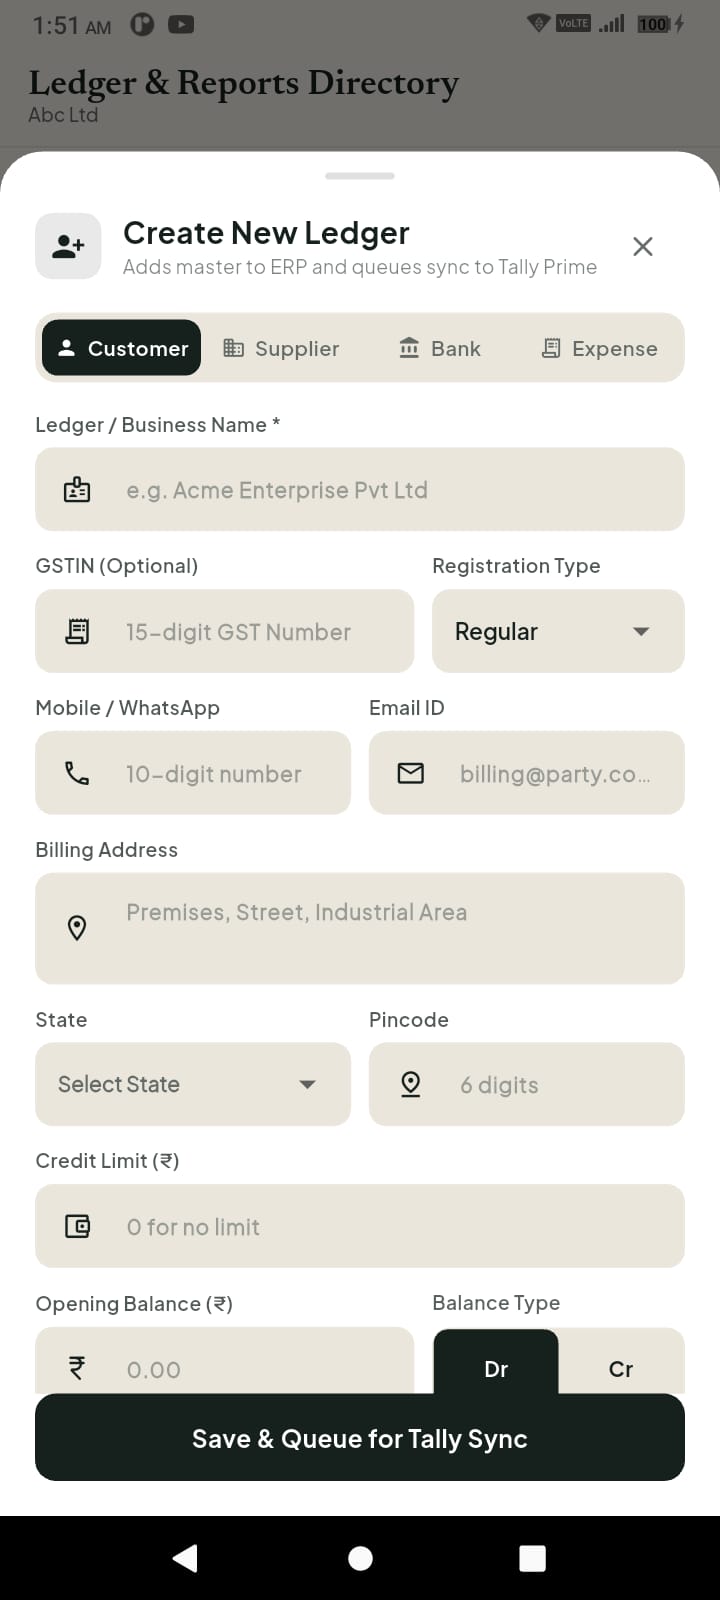 1:51 AM
VoLTE
100
Ledger & Reports Directory
Abc Ltd
Create New Ledger
Adds master to ERP and queues sync to Tally Prime
Customer Supplier Bank Expense
Ledger / Business Name *
e.g. Acme Enterprise Pvt Ltd
GSTIN (Optional) Registration Type
15-digit GST Number Regular
Mobile / WhatsApp Email ID
10-digit number billing@party.co...
Billing Address
Premises, Street, Industrial Area
State Pincode
Select State 6 digits
Credit Limit (₹)
0 for no limit
Opening Balance (₹) Balance Type
₹ 0.00 Dr Cr
Save & Queue for Tally Sync